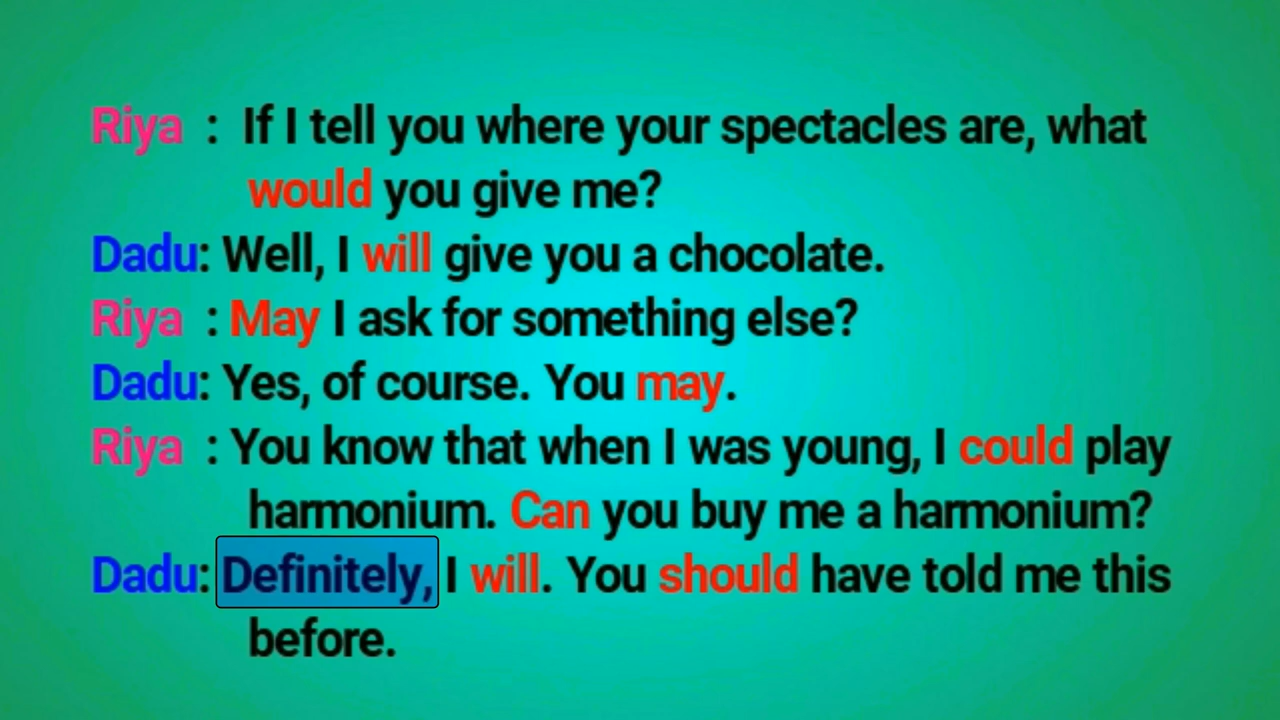 Riya : If I tell you where your spectacles are, what
would you give me?
Dadu: Well, I will give you a chocolate.
Riya : May I ask for something else?
Dadu: Yes, of course. You may.
Riya : You know that when I was young, I could play
harmonium. Can you buy me a harmonium?
Dadu: Definitely, I will. You should have told me this
before.